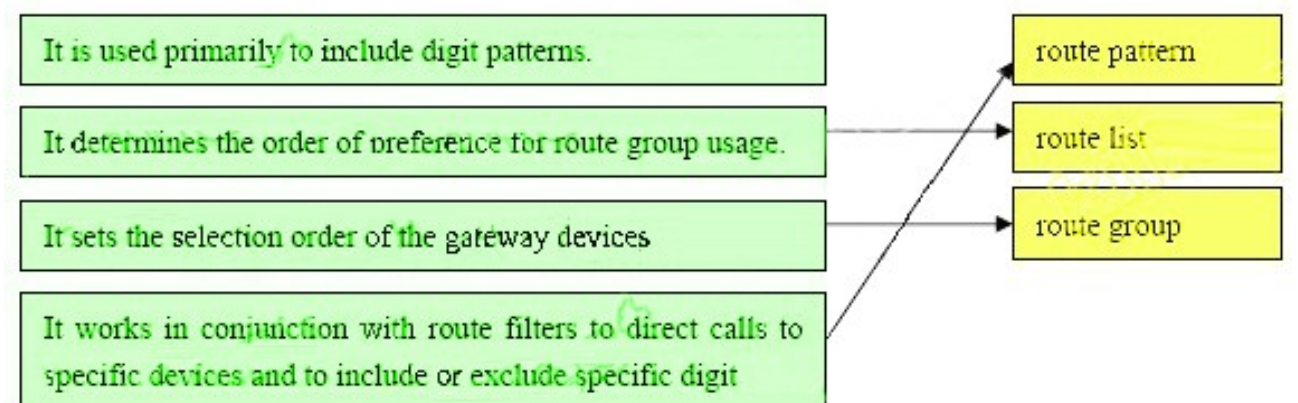 It is used primarily to include digit patterns.
route pattern
It determines the order of preference for route group usage.
route list
It sets the selection order of the gateway devices
route group
It works in conjunction with route filters to direct calls to
specific devices and to include or exclude specific digit